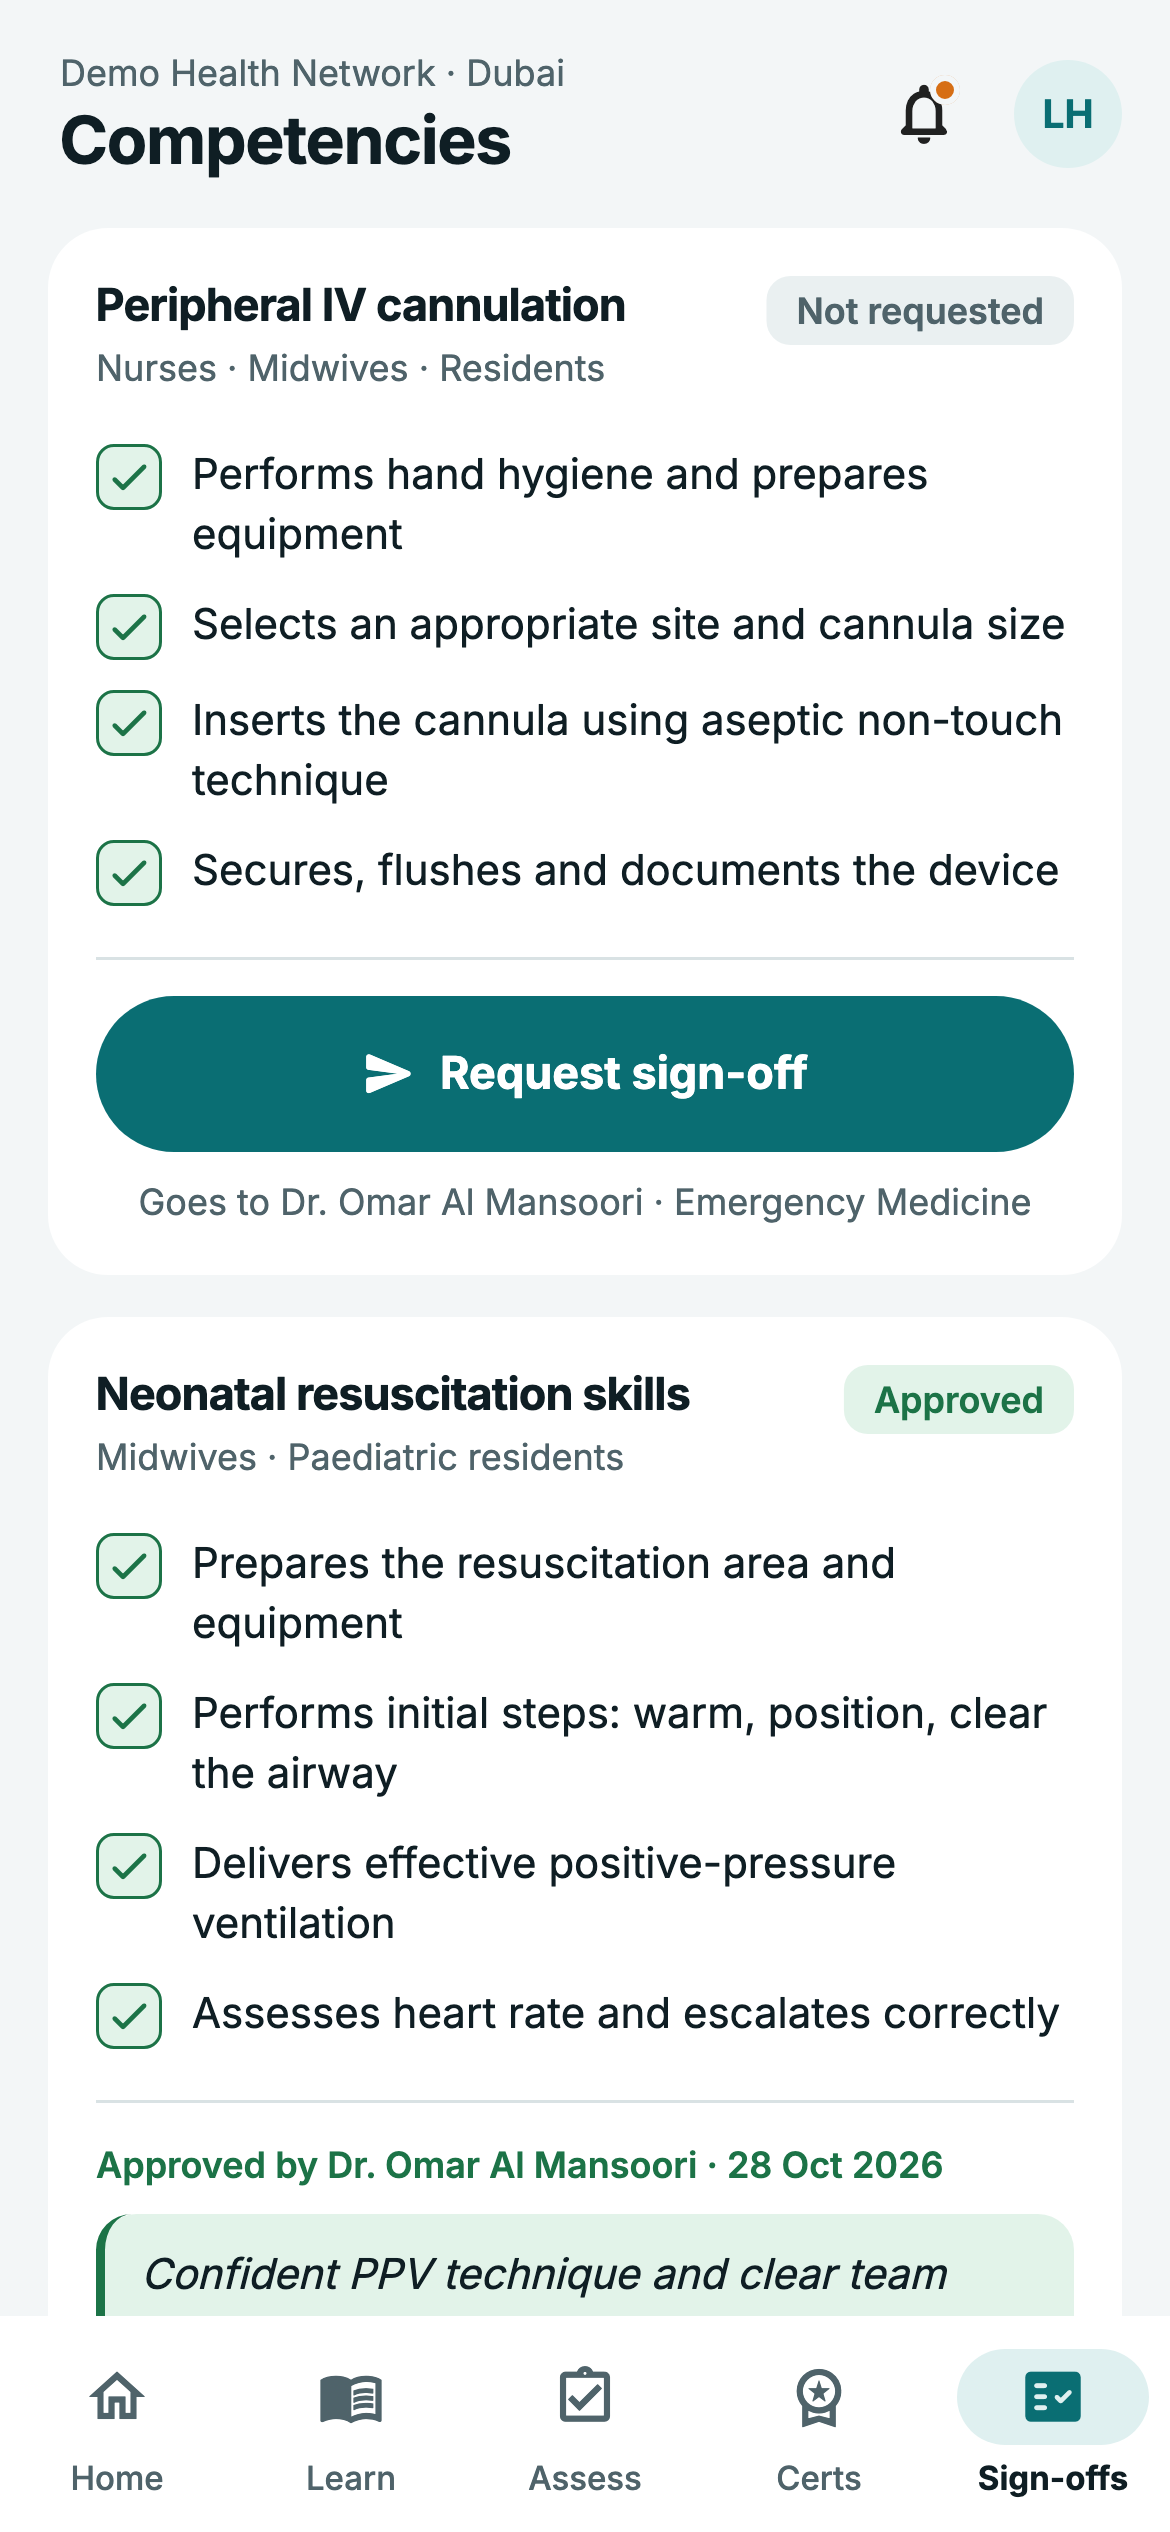 Demo Health Network · Dubai
Competencies
LH
Peripheral IV cannulation
Not requested
Nurses · Midwives · Residents
Performs hand hygiene and prepares
equipment
Selects an appropriate site and cannula size
Inserts the cannula using aseptic non-touch
technique
Secures, flushes and documents the device
Request sign-off
Goes to Dr. Omar Al Mansoori · Emergency Medicine
Neonatal resuscitation skills
Approved
Midwives · Paediatric residents
Prepares the resuscitation area and
equipment
Performs initial steps: warm, position, clear
the airway
Delivers effective positive-pressure
ventilation
Assesses heart rate and escalates correctly
Approved by Dr. Omar Al Mansoori · 28 Oct 2026
Confident PPV technique and clear team
Home
Learn
Assess
Certs
Sign-offs